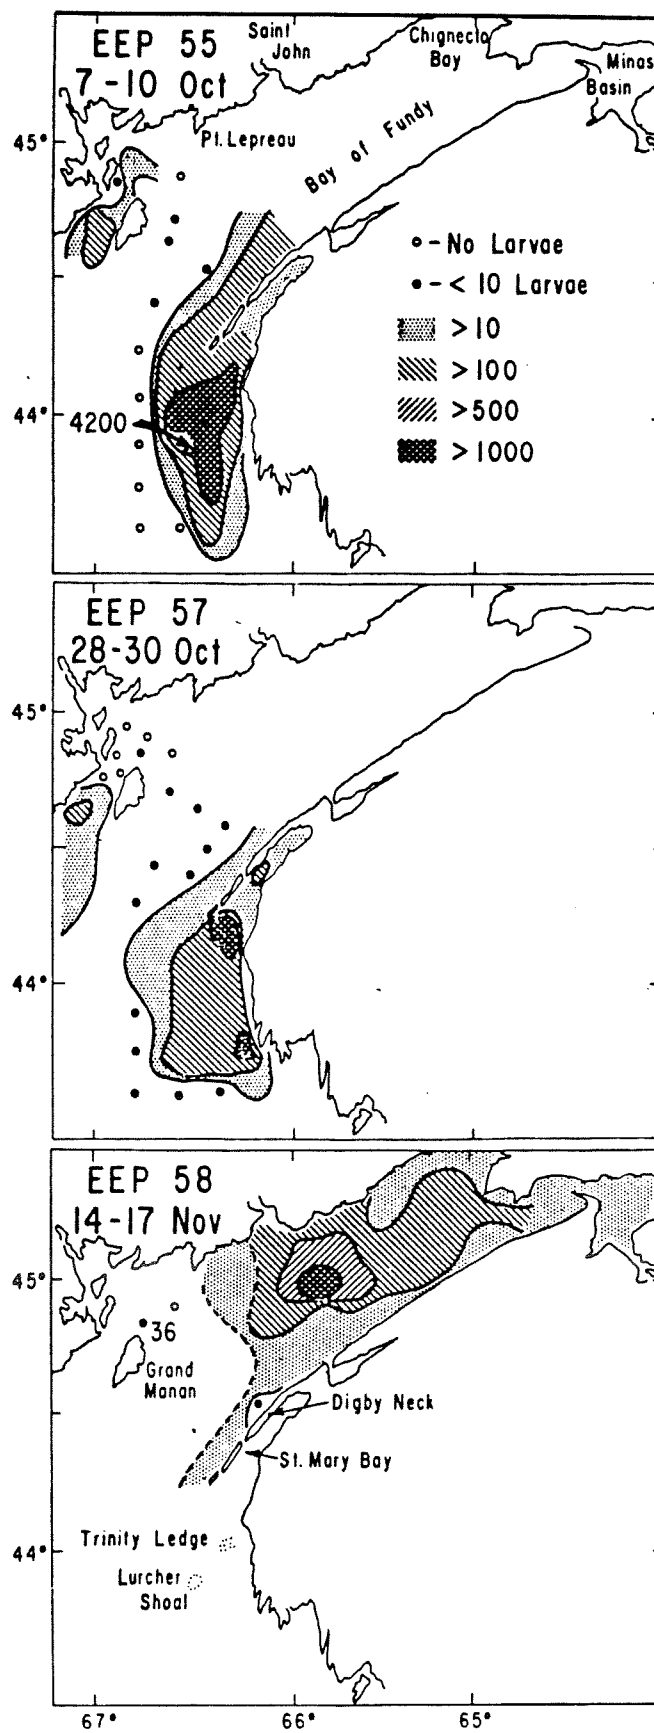 EEP 55
7-10 Oct
Saint
John
Chignecto
Bay
Minas
Basin
45°
Pt. Lepreau
Bay of Fundy
o - No Larvae
• - < 10 Larvae
>10
>100
>500
>1000
44°
4200
EEP 57
28-30 Oct
45°
44°
EEP 58
14-17 Nov
45°
36
Grand
Manan
Digby Neck
St. Mary Bay
Trinity Ledge
44°
Lurcher
Shoal
67°
66°
65°